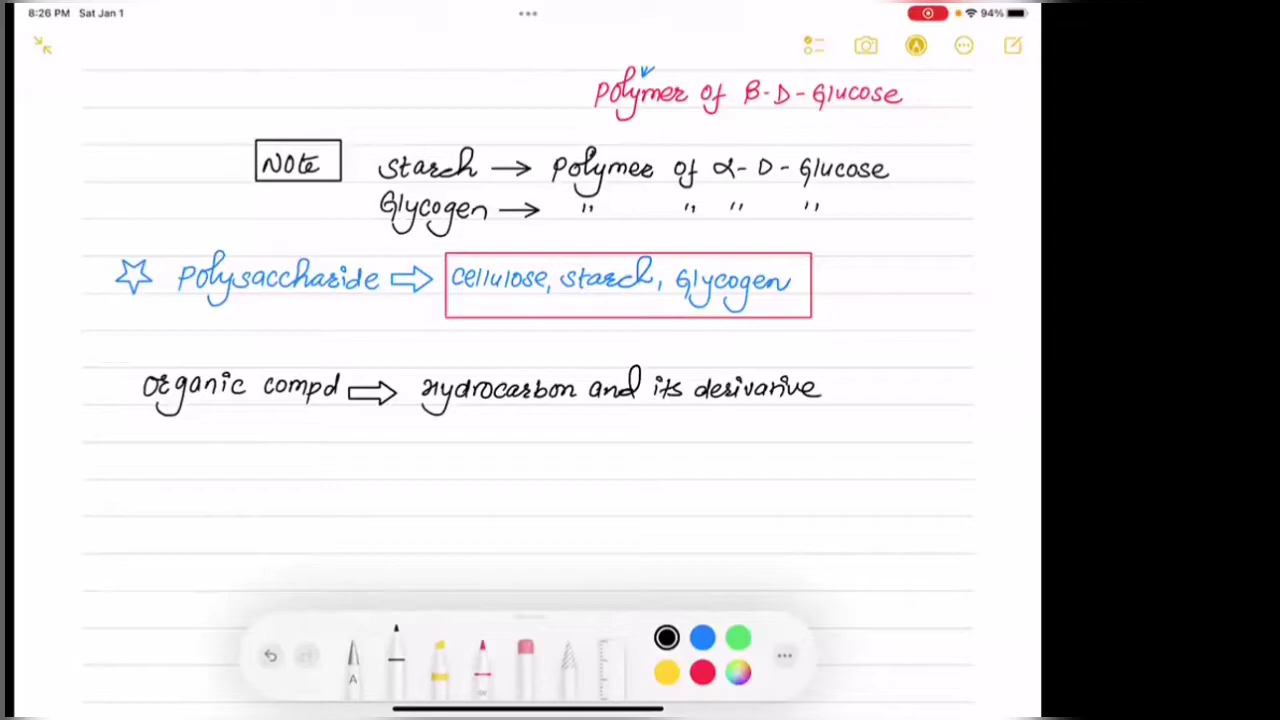 8:26 PM Sat Jan 1 94%
Polymer of β-D-Glucose
Note Starch → Polymer of α-D-Glucose
Glycogen → " " " "
☆ Polysaccharide ⇨ cellulose, starch, Glycogen
Organic compd ⇨ Hydrocarbon and its derivative
A